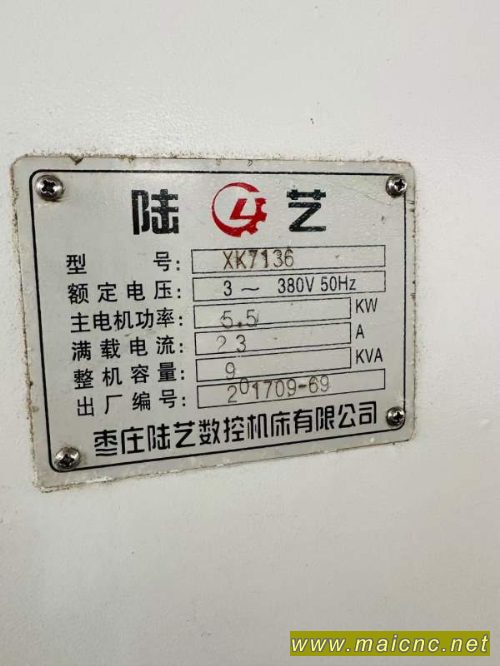 陆艺
型号：XK7136
额定电压：3～ 380V 50Hz
主电机功率：5.5 KW
满载电流：23 A
整机容量：9 KVA
出厂编号：201709-69
枣庄陆艺数控机床有限公司
www.maicnc.net